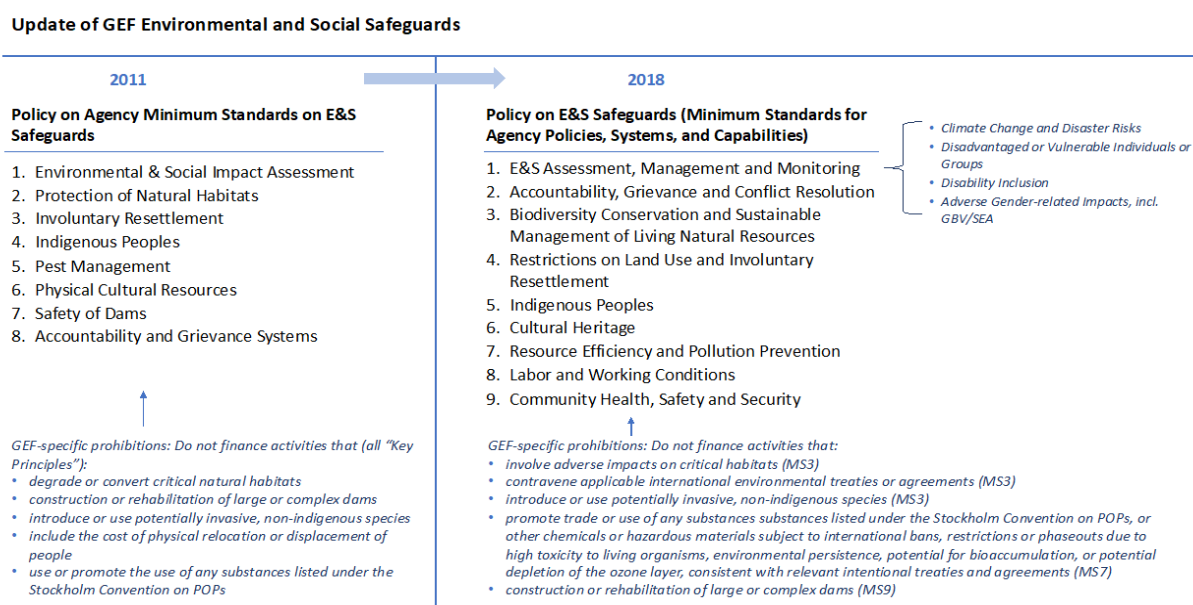 Update of GEF Environmental and Social Safeguards
2011
Policy on Agency Minimum Standards on E&S
Safeguards
1. Environmental & Social Impact Assessment
2. Protection of Natural Habitats
3. Involuntary Resettlement
4. Indigenous Peoples
5. Pest Management
6. Physical Cultural Resources
7. Safety of Dams
8. Accountability and Grievance Systems
GEF-specific prohibitions: Do not finance activities that (all “Key
Principles”):
• degrade or convert critical natural habitats
• construction or rehabilitation of large or complex dams
• introduce or use potentially invasive, non-indigenous species
• include the cost of physical relocation or displacement of
people
• use or promote the use of any substances listed under the
Stockholm Convention on POPs
2018
Policy on E&S Safeguards (Minimum Standards for
Agency Policies, Systems, and Capabilities)
1. E&S Assessment, Management and Monitoring
2. Accountability, Grievance and Conflict Resolution
3. Biodiversity Conservation and Sustainable
Management of Living Natural Resources
4. Restrictions on Land Use and Involuntary
Resettlement
5. Indigenous Peoples
6. Cultural Heritage
7. Resource Efficiency and Pollution Prevention
8. Labor and Working Conditions
9. Community Health, Safety and Security
• Climate Change and Disaster Risks
• Disadvantaged or Vulnerable Individuals or
Groups
• Disability Inclusion
• Adverse Gender-related Impacts, incl.
GBV/SEA
GEF-specific prohibitions: Do not finance activities that:
• involve adverse impacts on critical habitats (MS3)
• contravene applicable international environmental treaties or agreements (MS3)
• introduce or use potentially invasive, non-indigenous species (MS3)
• promote trade or use of any substances substances listed under the Stockholm Convention on POPs, or
other chemicals or hazardous materials subject to international bans, restrictions or phaseouts due to
high toxicity to living organisms, environmental persistence, potential for bioaccumulation, or potential
depletion of the ozone layer, consistent with relevant intentional treaties and agreements (MS7)
• construction or rehabilitation of large or complex dams (MS9)